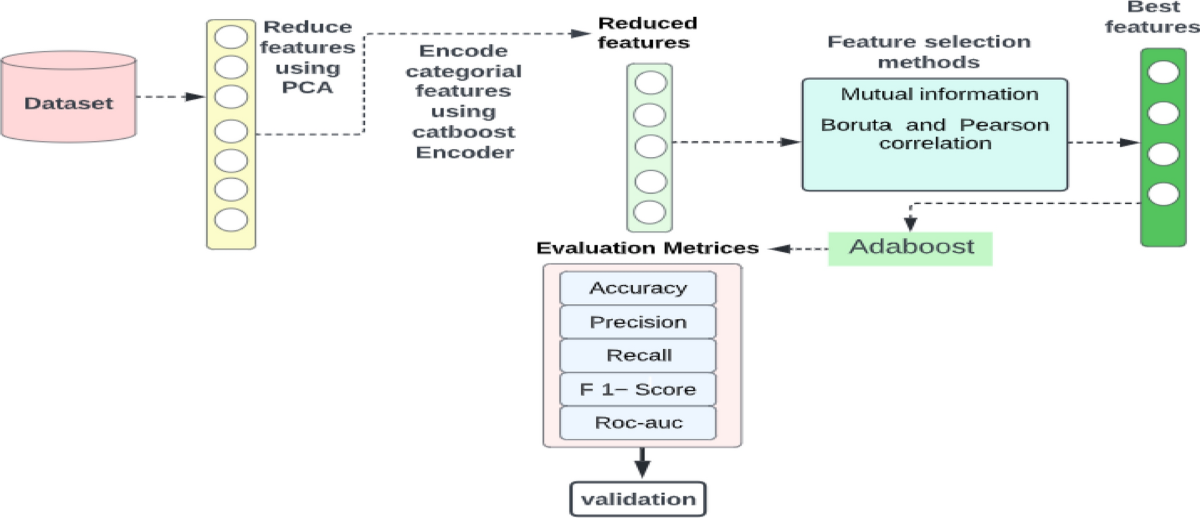 Dataset
Reduce
features
using
PCA
Encode
categorial
features
using
catboost
Encoder
Reduced
features
Feature selection
methods
Mutual information
Boruta and Pearson
correlation
Best
features
Adaboost
Evaluation Metrices
Accuracy
Precision
Recall
F 1– Score
Roc-auc
validation